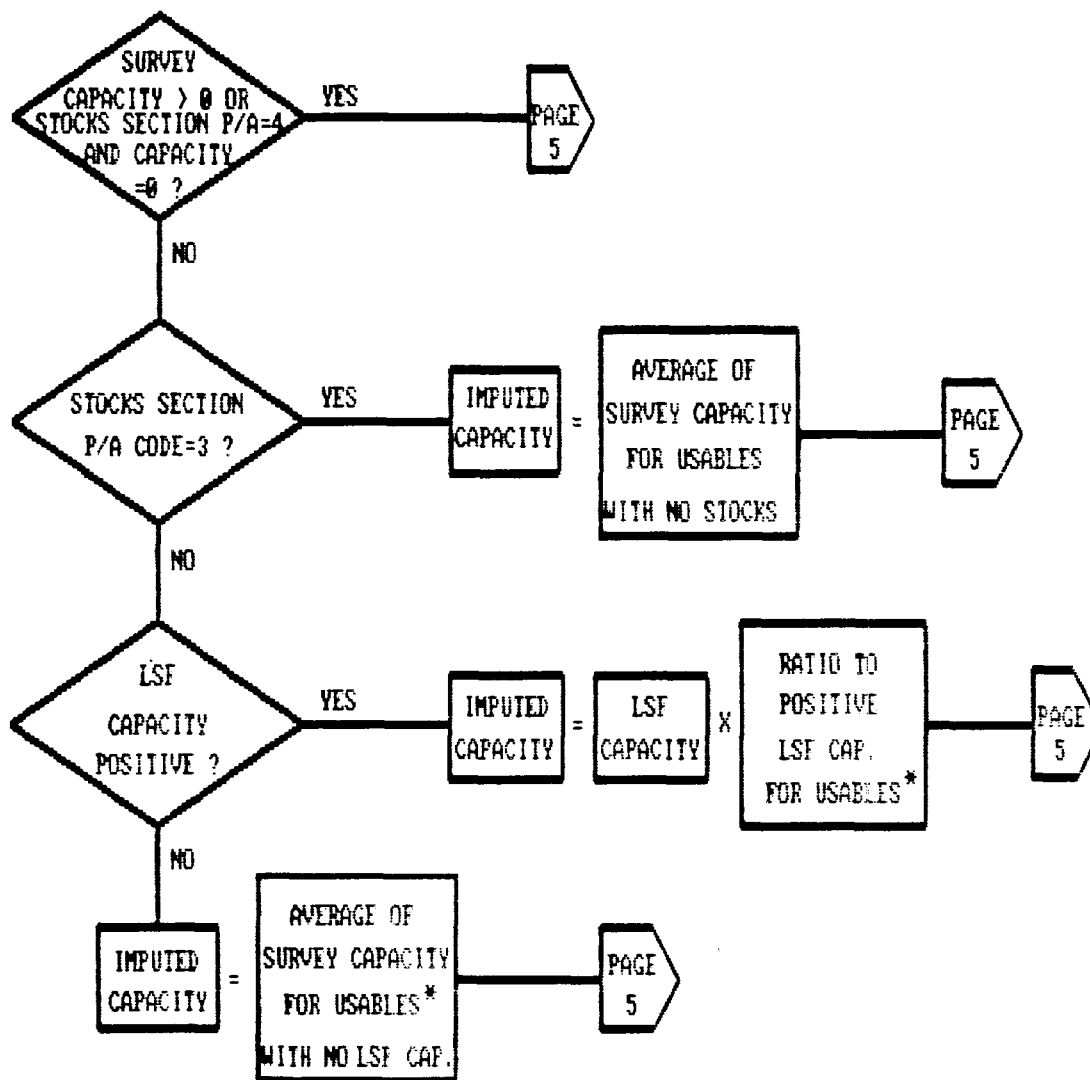 SURVEY
CAPACITY > 0 OR
STOCKS SECTION P/A=4
AND CAPACITY
=0 ?
YES
PAGE
5
NO
STOCKS SECTION
P/A CODE=3 ?
YES
IMPUTED
CAPACITY
=
AVERAGE OF
SURVEY CAPACITY
FOR USABLES
WITH NO STOCKS
PAGE
5
NO
LSF
CAPACITY
POSITIVE ?
YES
IMPUTED
CAPACITY
=
LSF
CAPACITY
X
RATIO TO
POSITIVE
LSF CAP.
FOR USABLES*
PAGE
5
NO
IMPUTED
CAPACITY
=
AVERAGE OF
SURVEY CAPACITY
FOR USABLES*
WITH NO LSF CAP.
PAGE
5